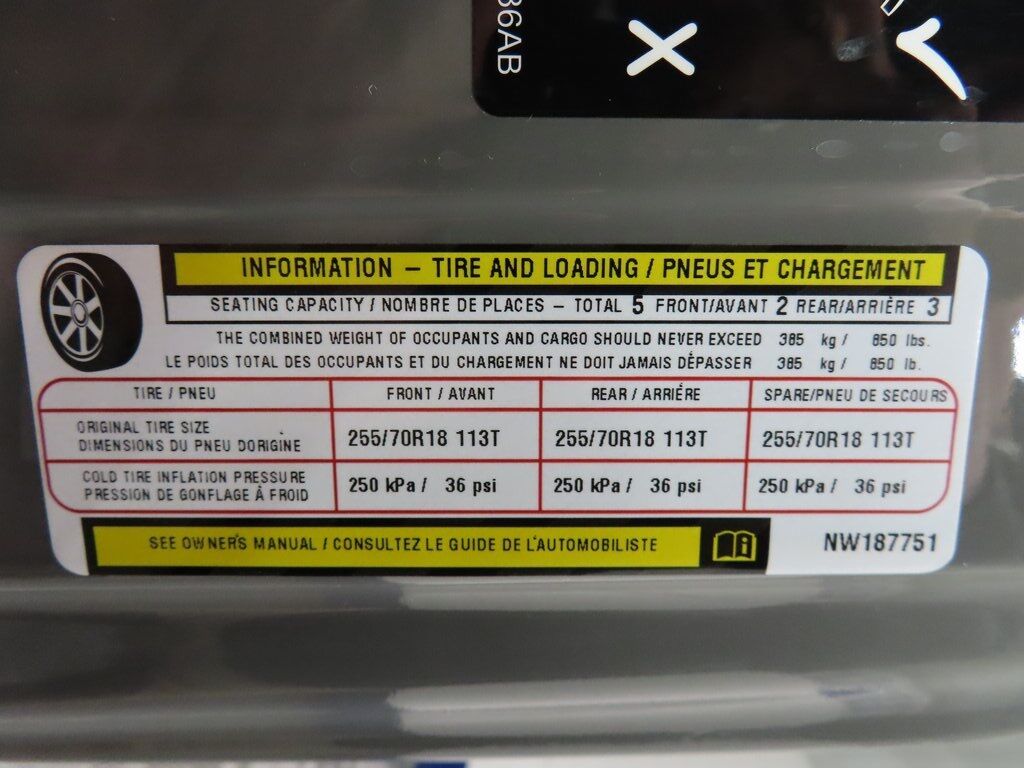 36AB
INFORMATION – TIRE AND LOADING / PNEUS ET CHARGEMENT
SEATING CAPACITY / NOMBRE DE PLACES – TOTAL 5 FRONT/AVANT 2 REAR/ARRIÈRE 3
THE COMBINED WEIGHT OF OCCUPANTS AND CARGO SHOULD NEVER EXCEED 385 kg / 850 lbs.
LE POIDS TOTAL DES OCCUPANTS ET DU CHARGEMENT NE DOIT JAMAIS DÉPASSER 385 kg / 850 lb.
TIRE / PNEU FRONT / AVANT REAR / ARRIÉRE SPARE/PNEU DE SECOURS
ORIGINAL TIRE SIZE
DIMENSIONS DU PNEU DORIGINE 255/70R18 113T 255/70R18 113T 255/70R18 113T
COLD TIRE INFLATION PRESSURE
PRESSION DE GONFLAGE À FROID 250 kPa / 36 psi 250 kPa / 36 psi 250 kPa / 36 psi
SEE OWNER'S MANUAL / CONSULTEZ LE GUIDE DE L'AUTOMOBILISTE NW187751